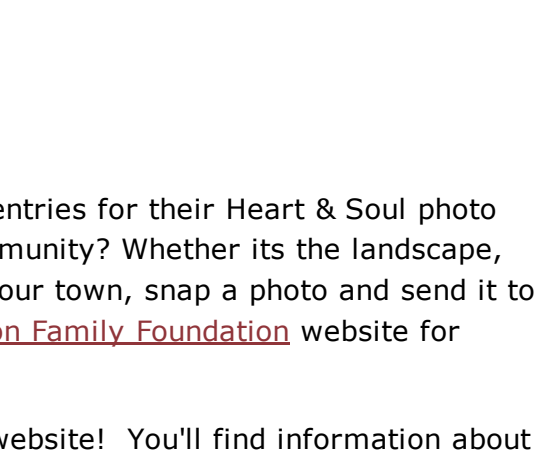 entries for their Heart & Soul photo
munity? Whether its the landscape,
our town, snap a photo and send it to
on Family Foundation website for
website!  You'll find information about